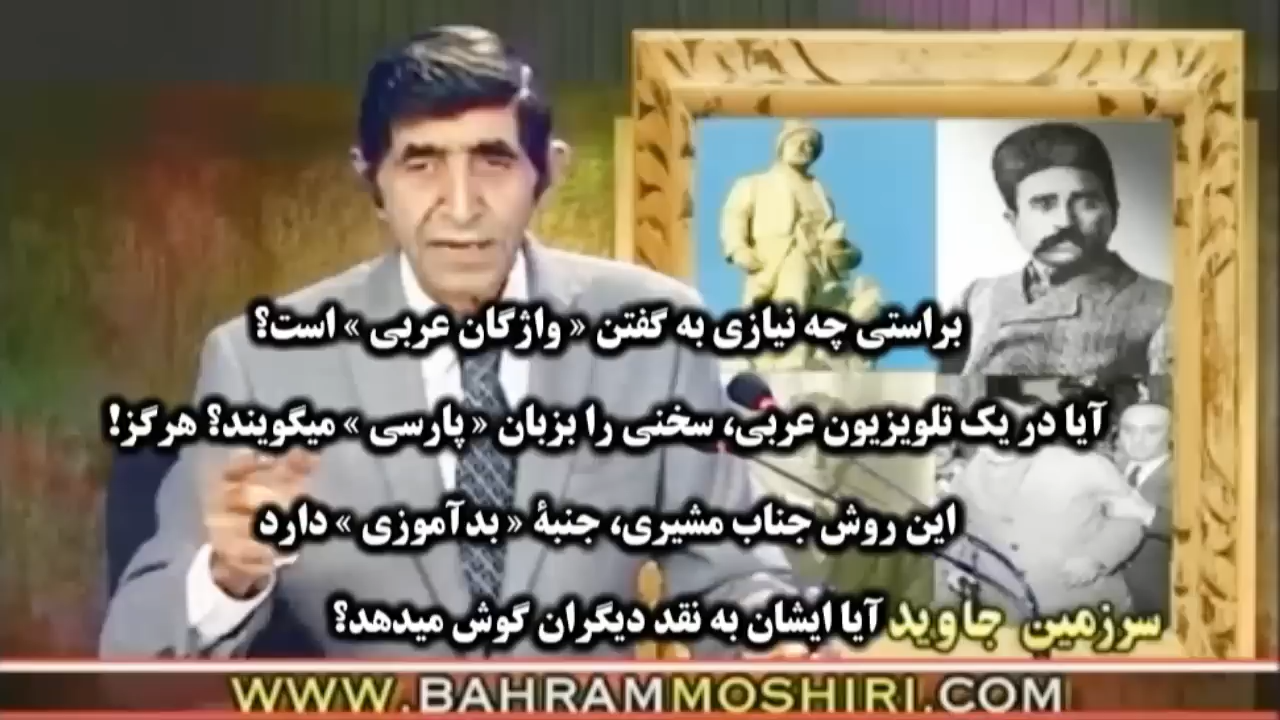 براستی چه نیازی به گفتن « واژگان عربی » است؟
آیا در یک تلویزیون عربی، سخنی را بزبان « پارسی » میگویند؟ هرگز!
این روش جناب مشیری، جنبهٔ « بدآموزی » دارد
آیا ایشان به نقد دیگران گوش میدهد؟
سرزمین جاوید
WWW.BAHRAMMOSHIRI.COM